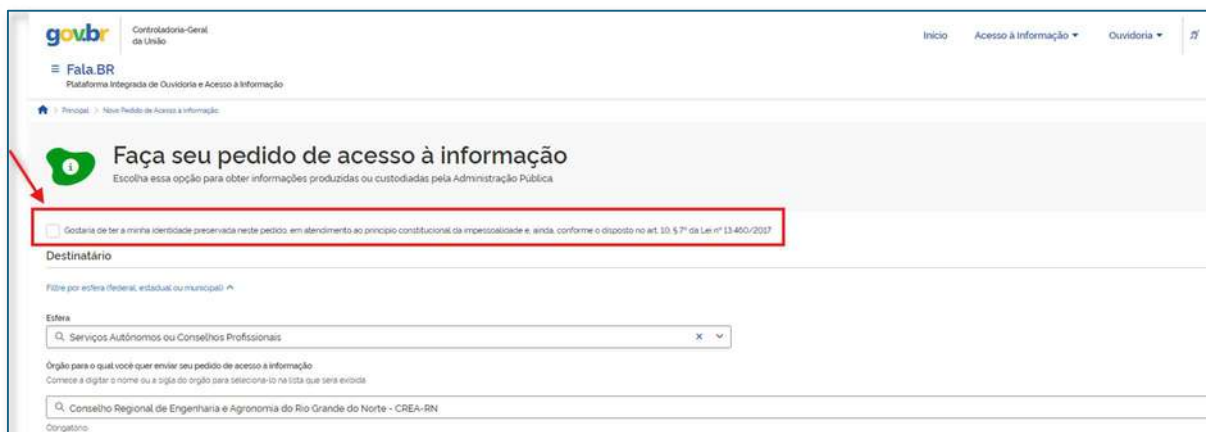 gov.br
Controladoria-Geral
da União
Início Acesso à Informação Ouvidoria
Fala.BR
Plataforma Integrada de Ouvidoria e Acesso à Informação
Principal > Novo Pedido de Acesso à Informação
Faça seu pedido de acesso à informação
Escolha essa opção para obter informações produzidas ou custodiadas pela Administração Pública
Gostaria de ter a minha identidade preservada neste pedido, em atendimento ao princípio constitucional da impessoalidade e, ainda, conforme o disposto no art. 10, § 7º da Lei nº 13.460/2017
Destinatário
Filtre por esfera (federal, estadual ou municipal)
Esfera
Serviços Autônomos ou Conselhos Profissionais
Órgão para o qual você quer enviar seu pedido de acesso à informação
Comece a digitar o nome ou a sigla do órgão para selecioná-lo na lista que será exibida
Conselho Regional de Engenharia e Agronomia do Rio Grande do Norte - CREA-RN
Obrigatório